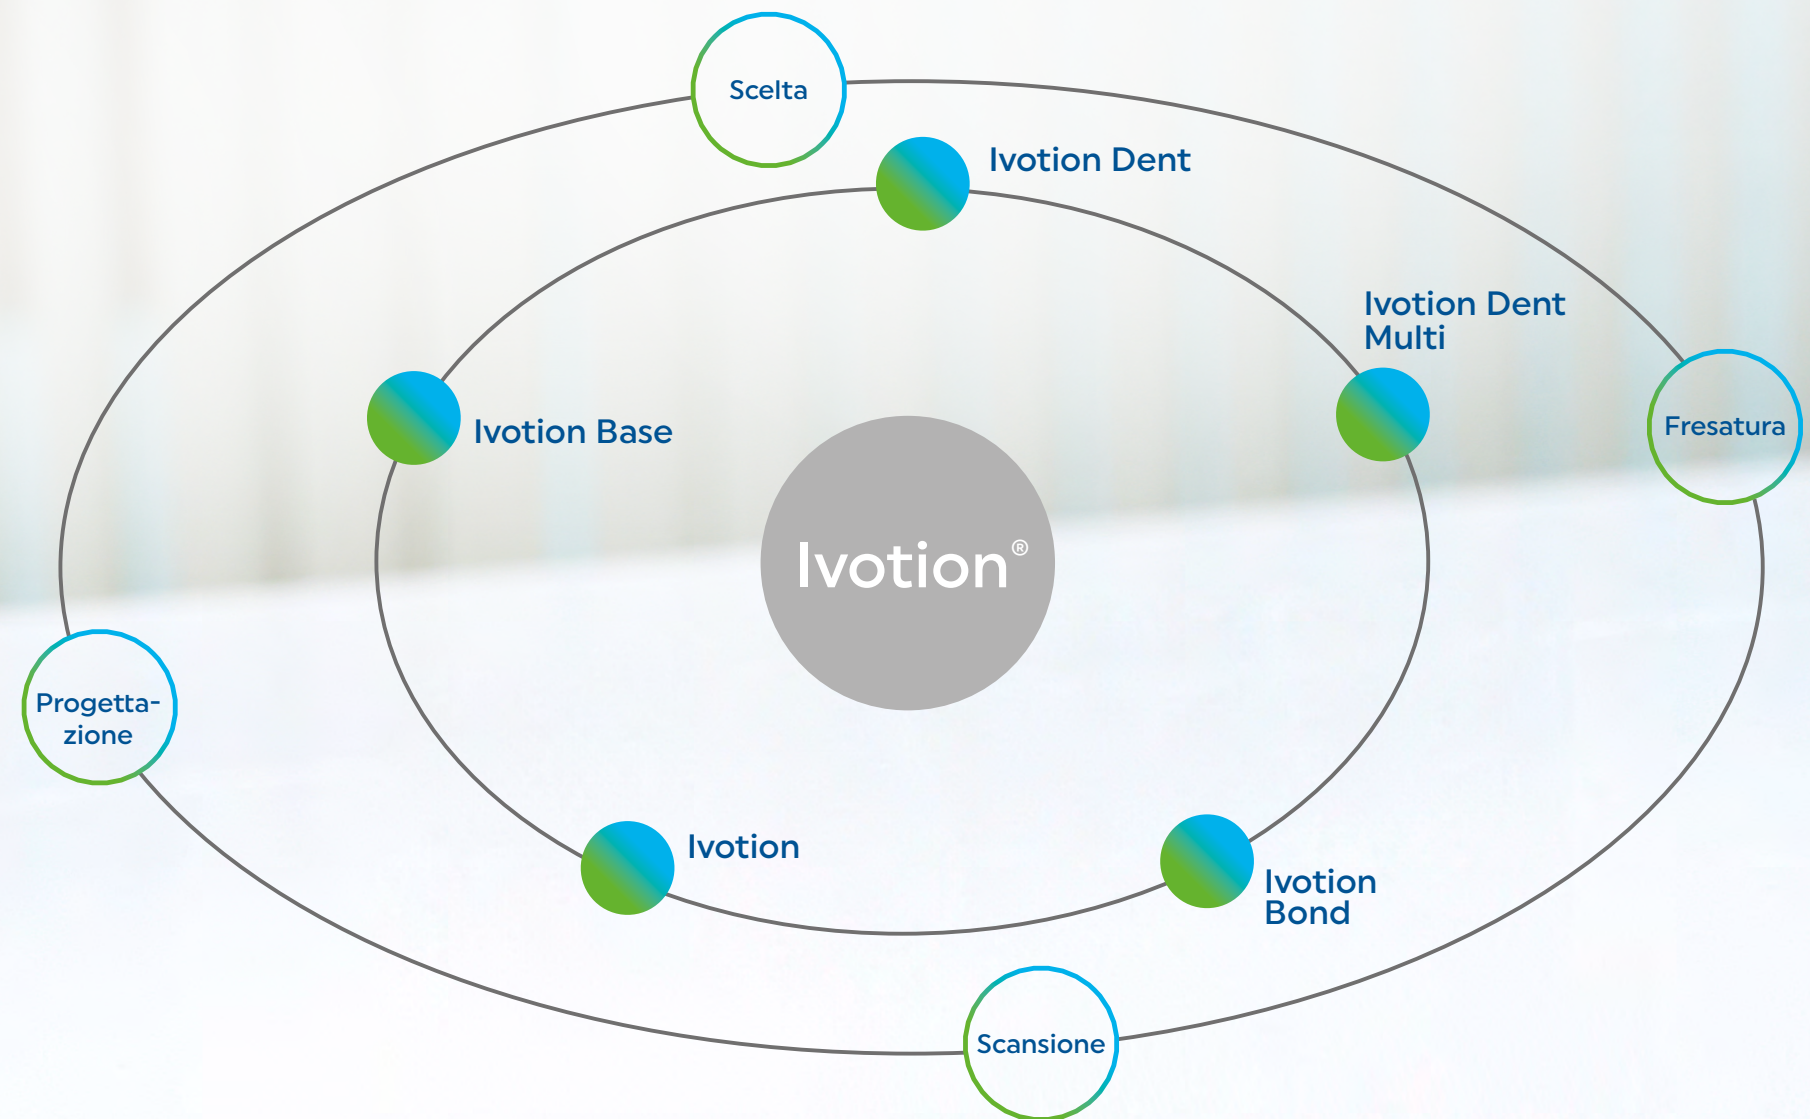 Scelta
Ivotion Dent
Ivotion Dent
Multi
Fresatura
Ivotion Base
Ivotion®
Progetta-
zione
Ivotion
Ivotion
Bond
Scansione